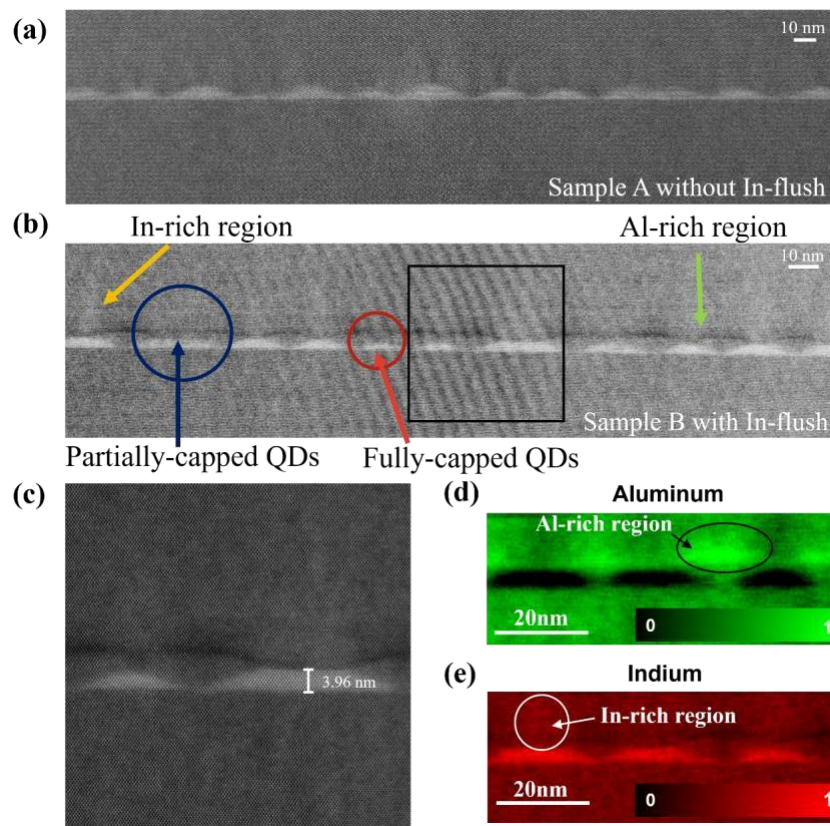 (a)
10 nm
Sample A without In-flush
(b)
In-rich region
Al-rich region
10 nm
Sample B with In-flush
Partially-capped QDs
Fully-capped QDs
(c)
3.96 nm
(d)
Aluminum
Al-rich region
20nm
0
1
(e)
Indium
In-rich region
20nm
0
1